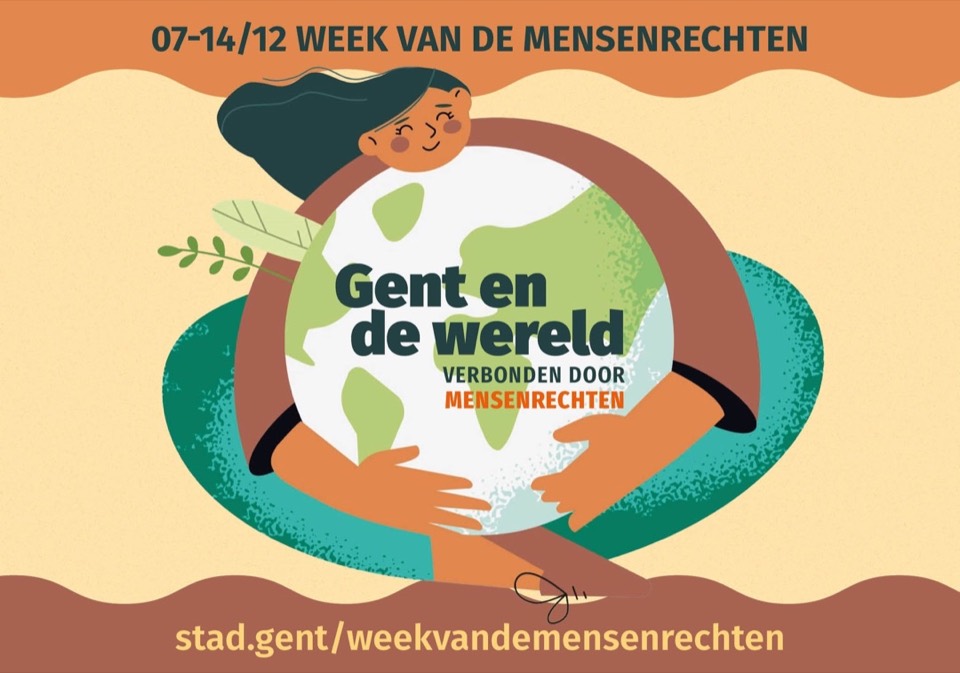 07-14/12 WEEK VAN DE MENSENRECHTEN
Gent en
de wereld
VERBONDEN DOOR
MENSENRECHTEN
stad.gent/weekvandemensenrechten